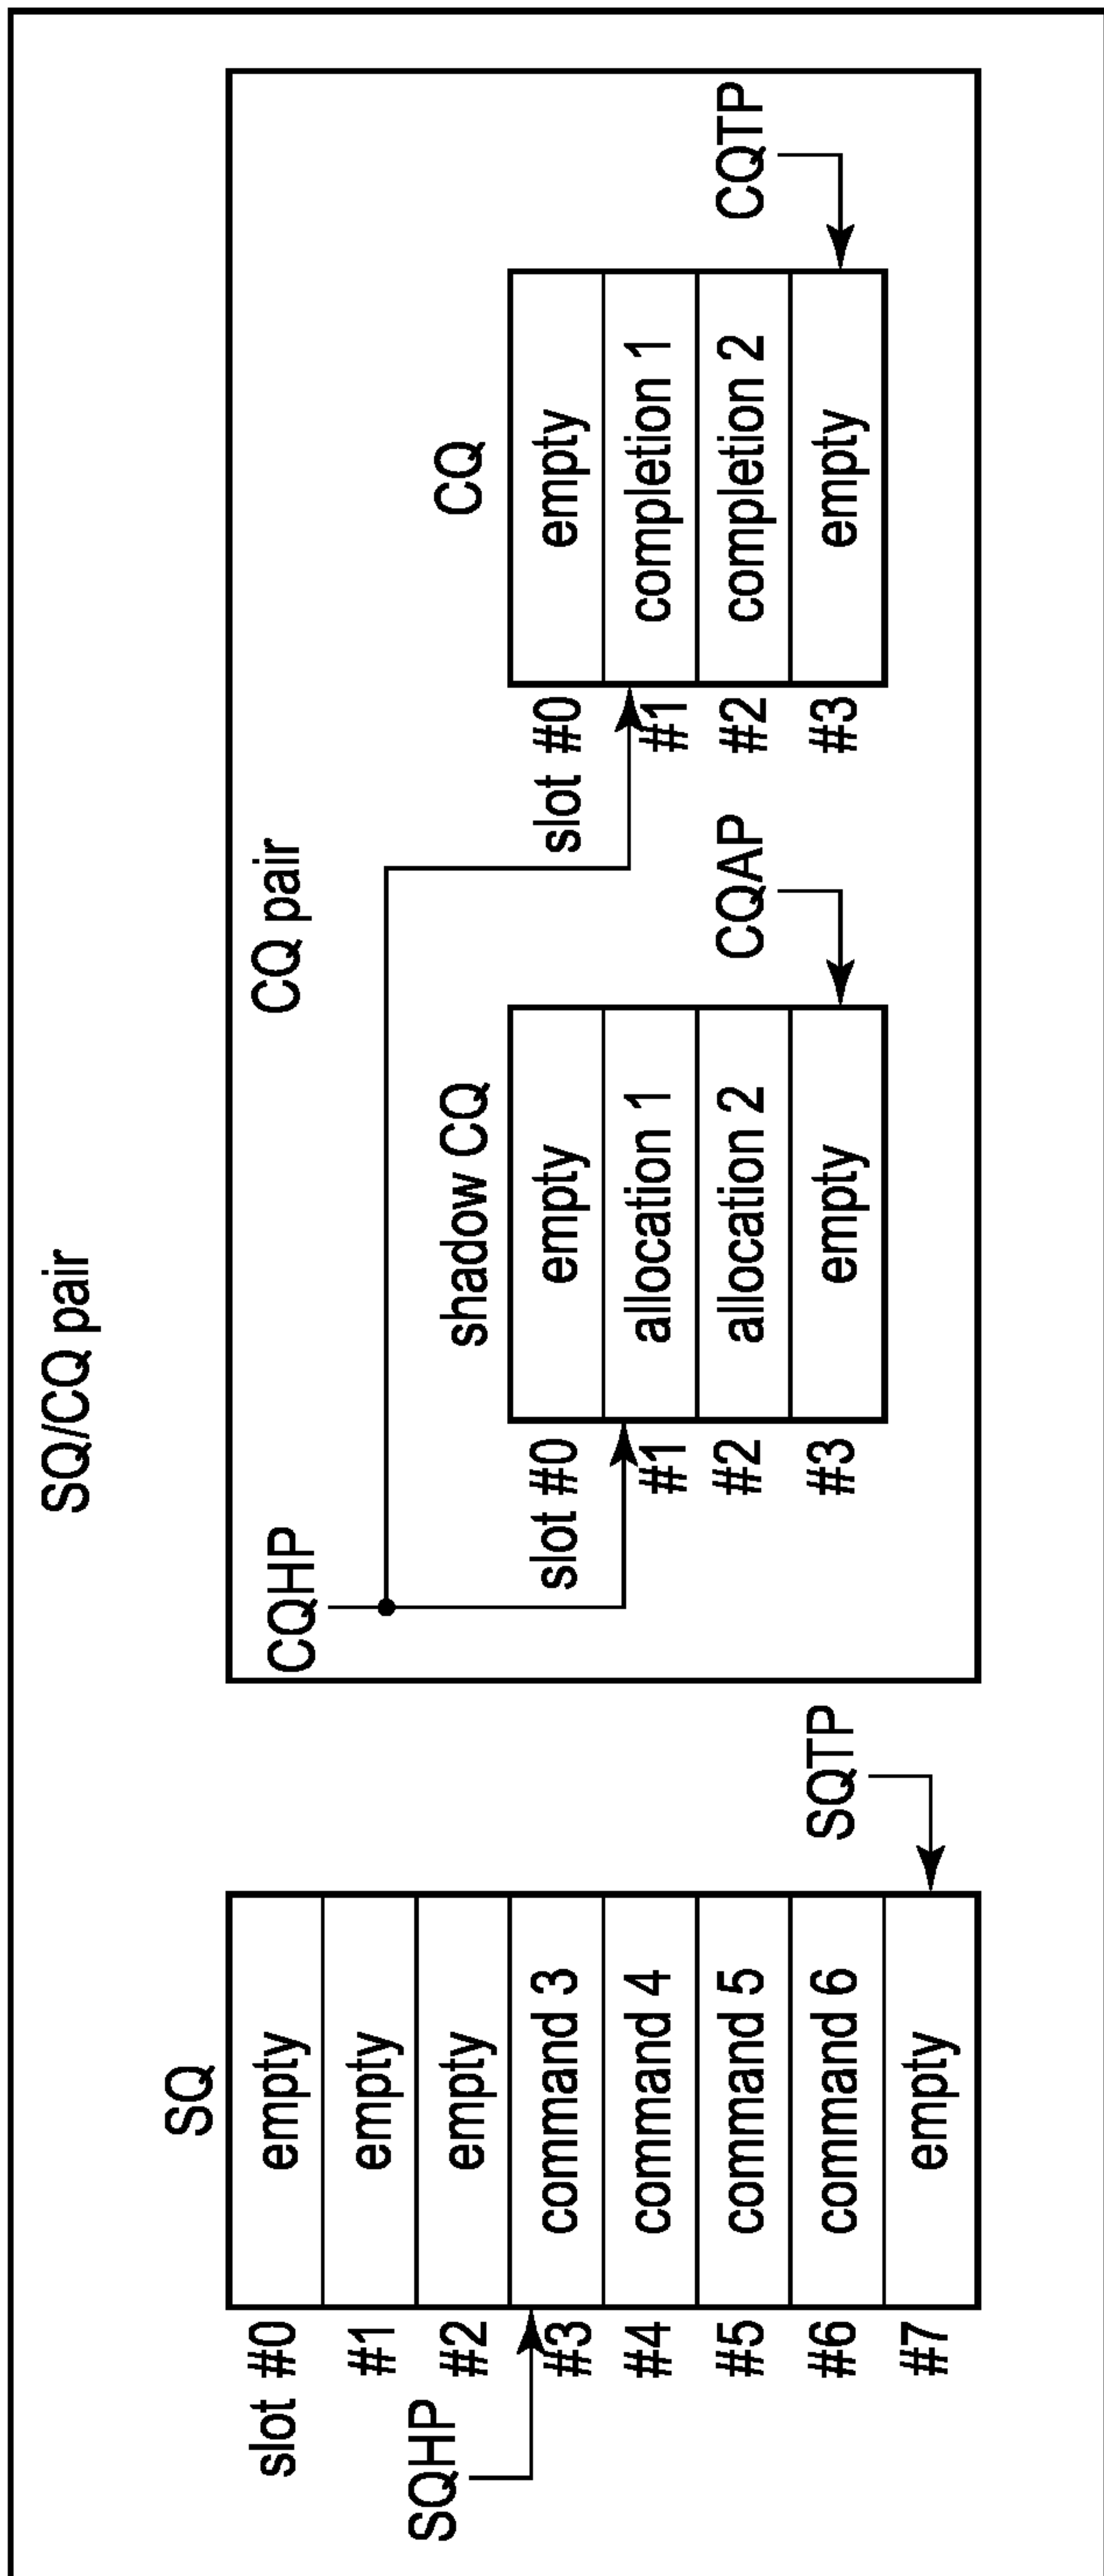 SQ/CQ pair
SQ
slot #0
empty
#1
empty
#2
empty
SQHP
#3
command 3
#4
command 4
#5
command 5
#6
command 6
#7
empty
SQTP
CQ pair
CQHP
shadow CQ
slot #0
empty
#1
allocation 1
#2
allocation 2
#3
empty
CQAP
CQ
slot #0
empty
#1
completion 1
#2
completion 2
#3
empty
CQTP